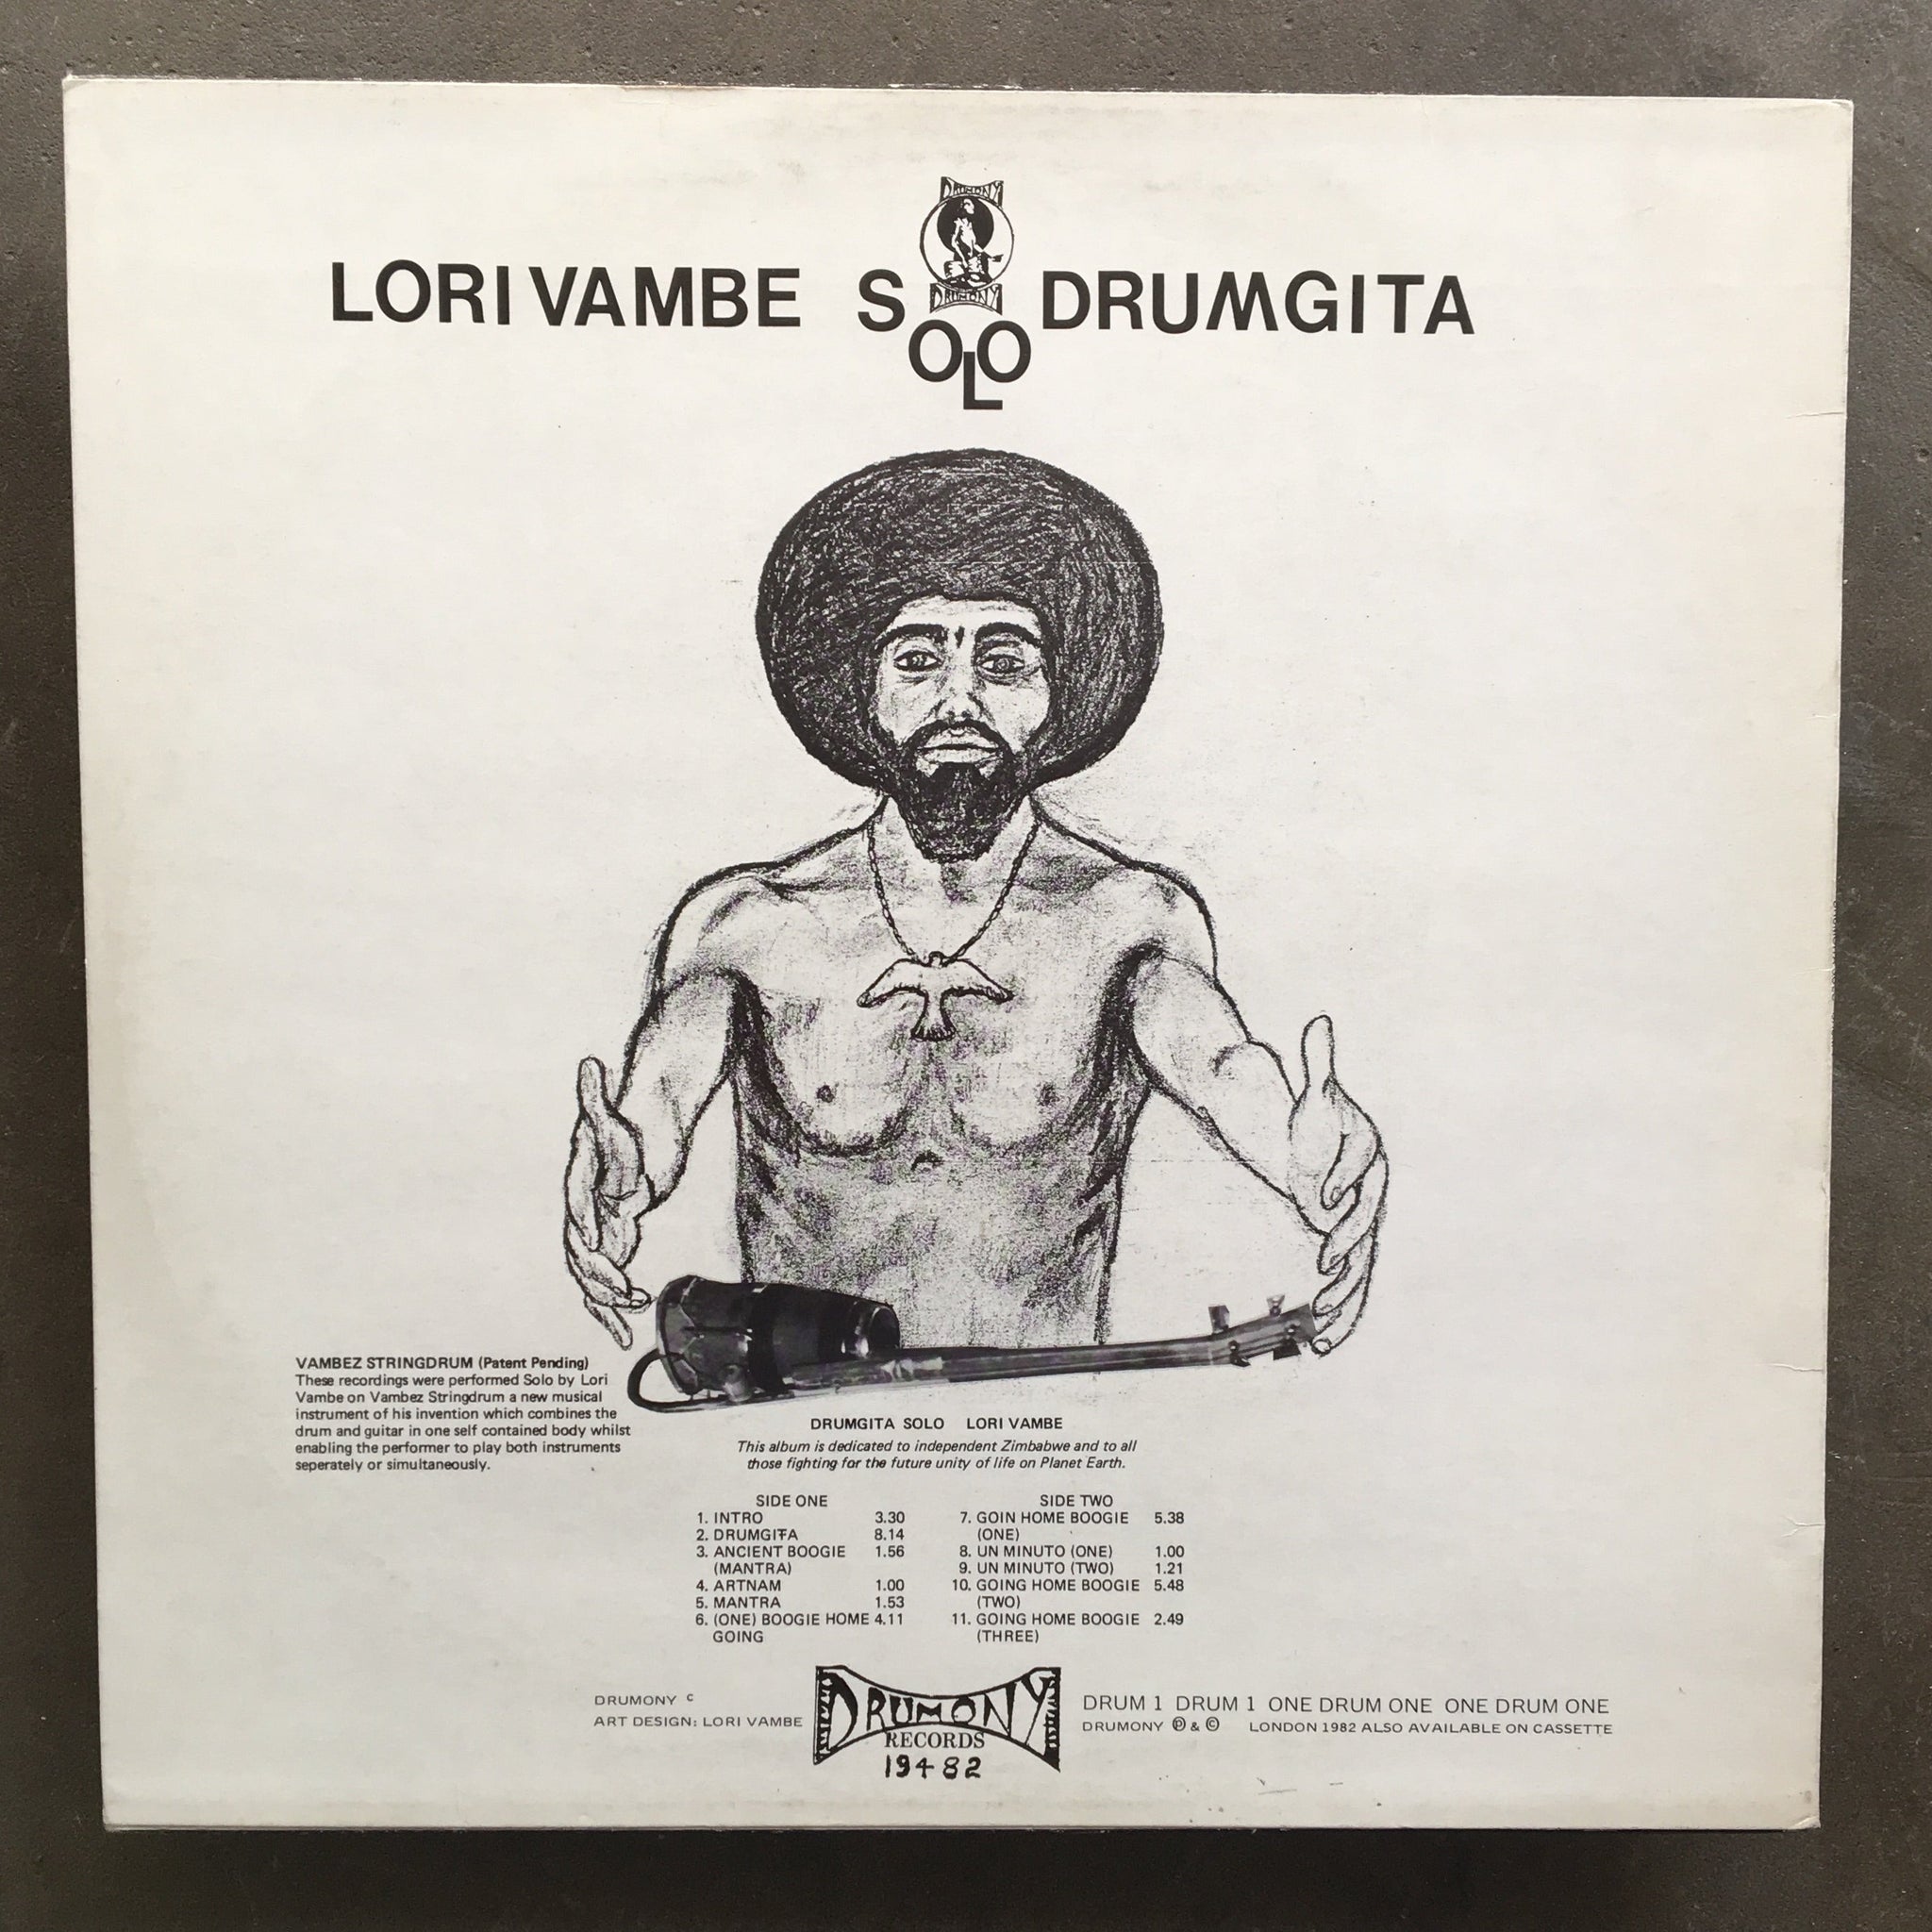 DRUMONY
LORI VAMBE SOLO DRUMGITA
DRUMONY
VAMBEZ STRINGDRUM (Patent Pending)
These recordings were performed Solo by Lori
Vambe on Vambez Stringdrum a new musical
instrument of his invention which combines the
drum and guitar in one self contained body whilst
enabling the performer to play both instruments
seperately or simultaneously.
DRUMGITA SOLO LORI VAMBE
This album is dedicated to independent Zimbabwe and to all
those fighting for the future unity of life on Planet Earth.
SIDE ONE
1. INTRO 3.30
2. DRUMGITA 8.14
3. ANCIENT BOOGIE 1.56
(MANTRA)
4. ARTNAM 1.00
5. MANTRA 1.53
6. (ONE) BOOGIE HOME 4.11
GOING
SIDE TWO
7. GOIN HOME BOOGIE 5.38
(ONE)
8. UN MINUTO (ONE) 1.00
9. UN MINUTO (TWO) 1.21
10. GOING HOME BOOGIE 5.48
(TWO)
11. GOING HOME BOOGIE 2.49
(THREE)
DRUMONY c
ART DESIGN: LORI VAMBE
DRUMONY
RECORDS
19482
DRUM 1 DRUM 1 ONE DRUM ONE ONE DRUM ONE
DRUMONY ℗ & © LONDON 1982 ALSO AVAILABLE ON CASSETTE